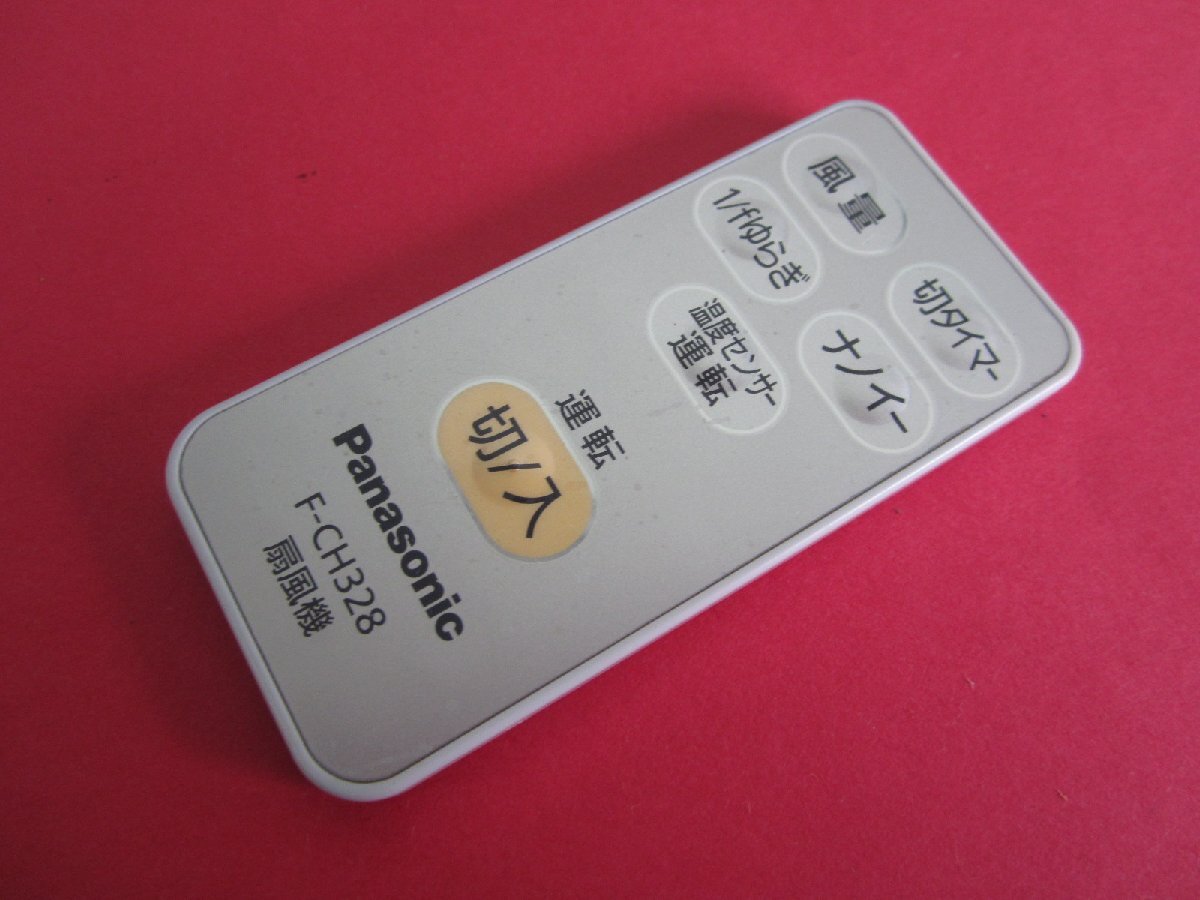 風量
切タイマー
1/fゆらぎ
ナノイー
温度センサー
運転
運転
切/入
Panasonic
F-CH328
扇風機